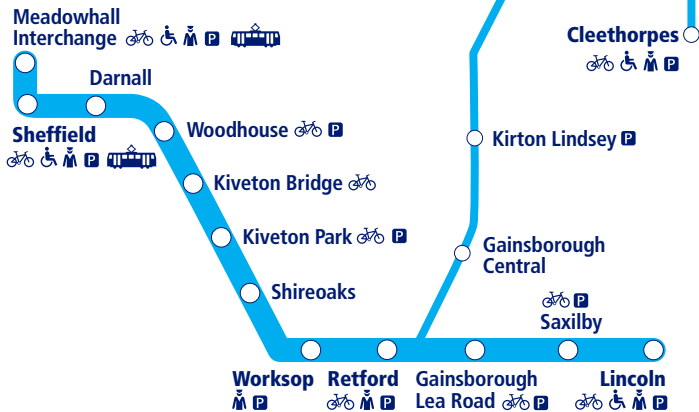 Meadowhall
Interchange P
Cleethorpes
P
Darnall
Sheffield
P
Woodhouse P
Kirton Lindsey P
Kiveton Bridge
Kiveton Park P
Gainsborough
Central
Shireoaks
P
Saxilby
Worksop
P
Retford
P
Gainsborough
Lea Road P
Lincoln
P